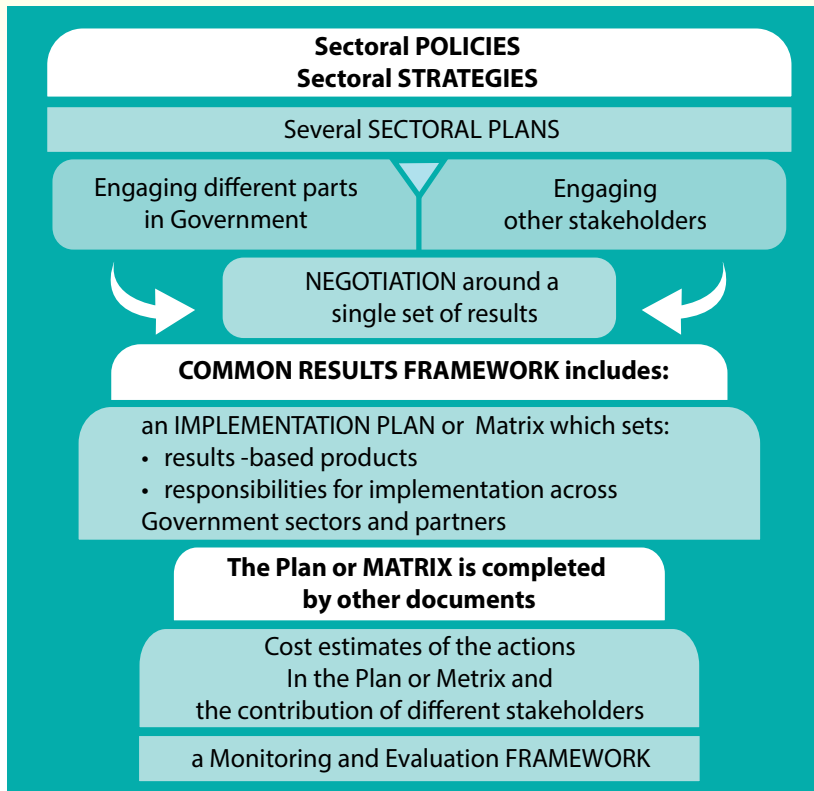 Sectoral POLICIES
Sectoral STRATEGIES
Several SECTORAL PLANS
Engaging different parts
in Government
Engaging
other stakeholders
NEGOTIATION around a
single set of results
COMMON RESULTS FRAMEWORK includes:
an IMPLEMENTATION PLAN or Matrix which sets:
• results -based products
• responsibilities for implementation across
Government sectors and partners
The Plan or MATRIX is completed
by other documents
Cost estimates of the actions
In the Plan or Metrix and
the contribution of different stakeholders
a Monitoring and Evaluation FRAMEWORK